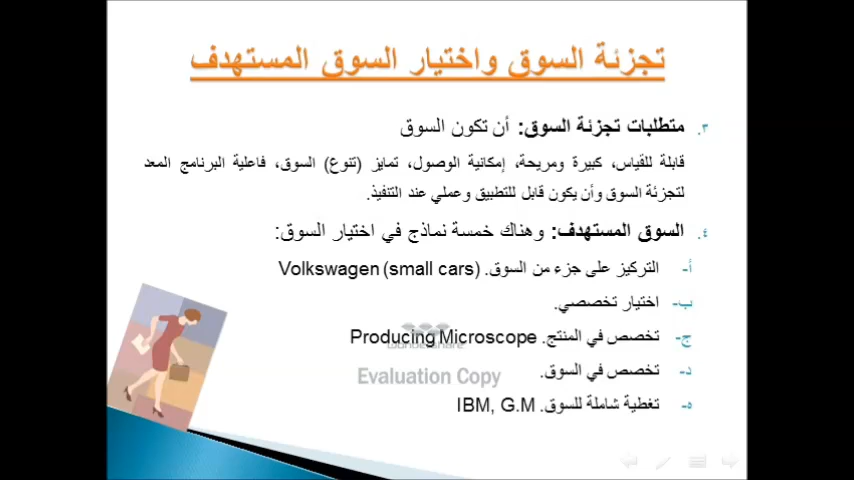 تجزئة السوق واختيار السوق المستهدف
٣. متطلبات تجزئة السوق: أن تكون السوق
قابلة للقياس، كبيرة ومربحة، إمكانية الوصول، تمايز (تنوع) السوق، فاعلية البرنامج المعد
لتجزئة السوق وأن يكون قابل للتطبيق وعملي عند التنفيذ.
٤. السوق المستهدف: وهناك خمسة نماذج في اختيار السوق:
أ- التركيز على جزء من السوق. Volkswagen (small cars)
ب- اختيار تخصصي.
ج- تخصص في المنتج. Producing Microscope
wondershare
د- تخصص في السوق.
Evaluation Copy
ه- تغطية شاملة للسوق. IBM, G.M